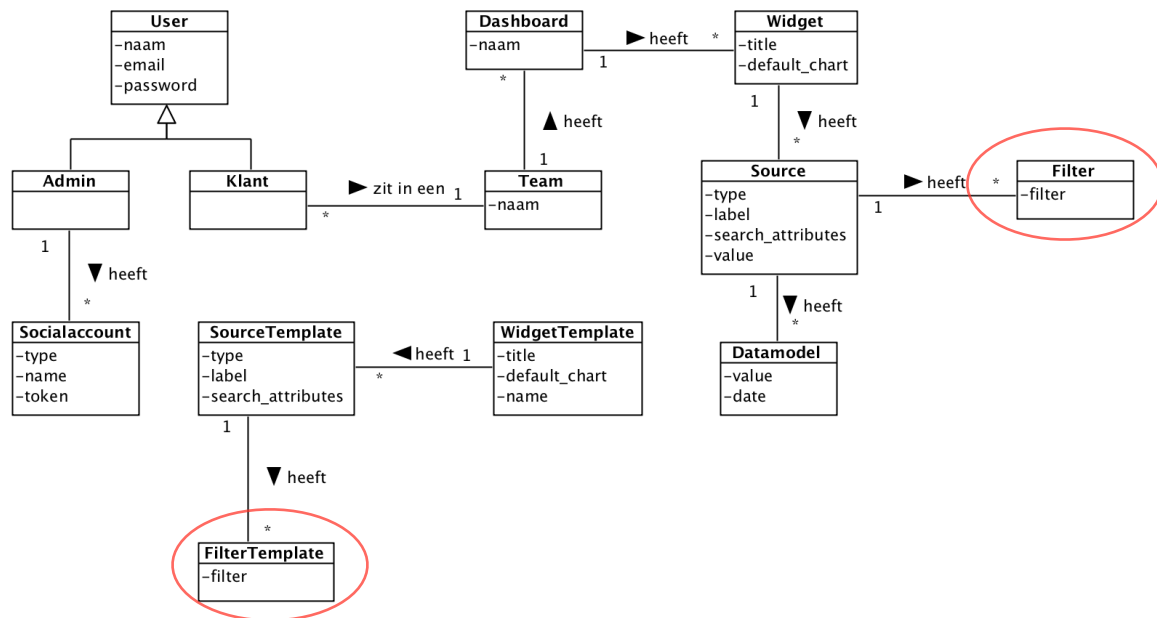 User
-naam
-email
-password
Dashboard
-naam
1
heeft
*
Widget
-title
-default_chart
*
heeft
1
1
heeft
*
Admin
Klant
*
zit in een
1
Team
-naam
Source
-type
-label
-search_attributes
-value
1
heeft
*
Filter
-filter
1
heeft
*
1
heeft
*
Socialaccount
-type
-name
-token
SourceTemplate
-type
-label
-search_attributes
*
heeft
1
WidgetTemplate
-title
-default_chart
-name
Datamodel
-value
-date
1
heeft
*
FilterTemplate
-filter